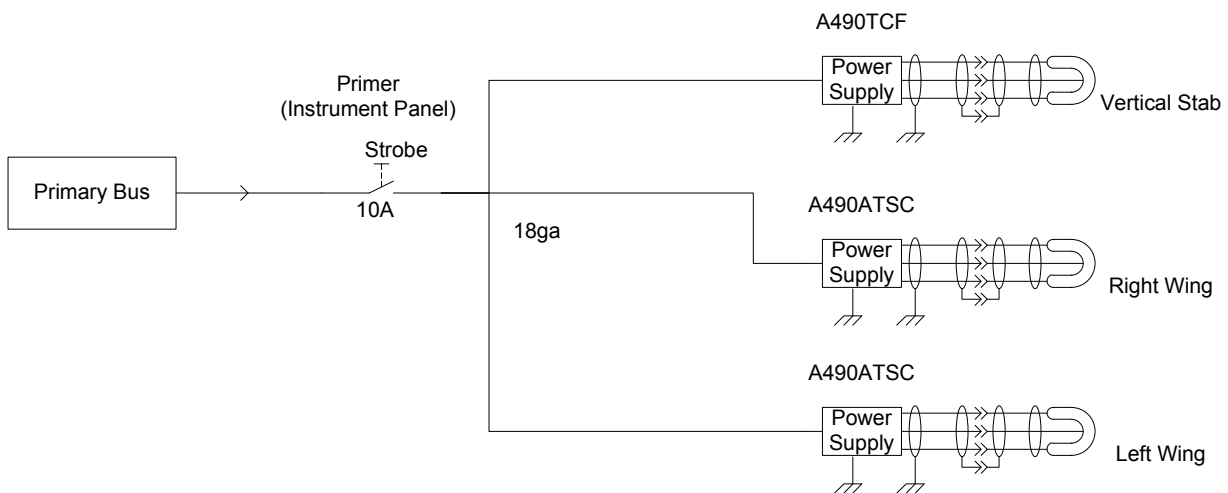 A490TCF
Power
Supply
Vertical Stab
Primer
(Instrument Panel)
Strobe
10A
Primary Bus
18ga
A490ATSC
Power
Supply
Right Wing
A490ATSC
Power
Supply
Left Wing